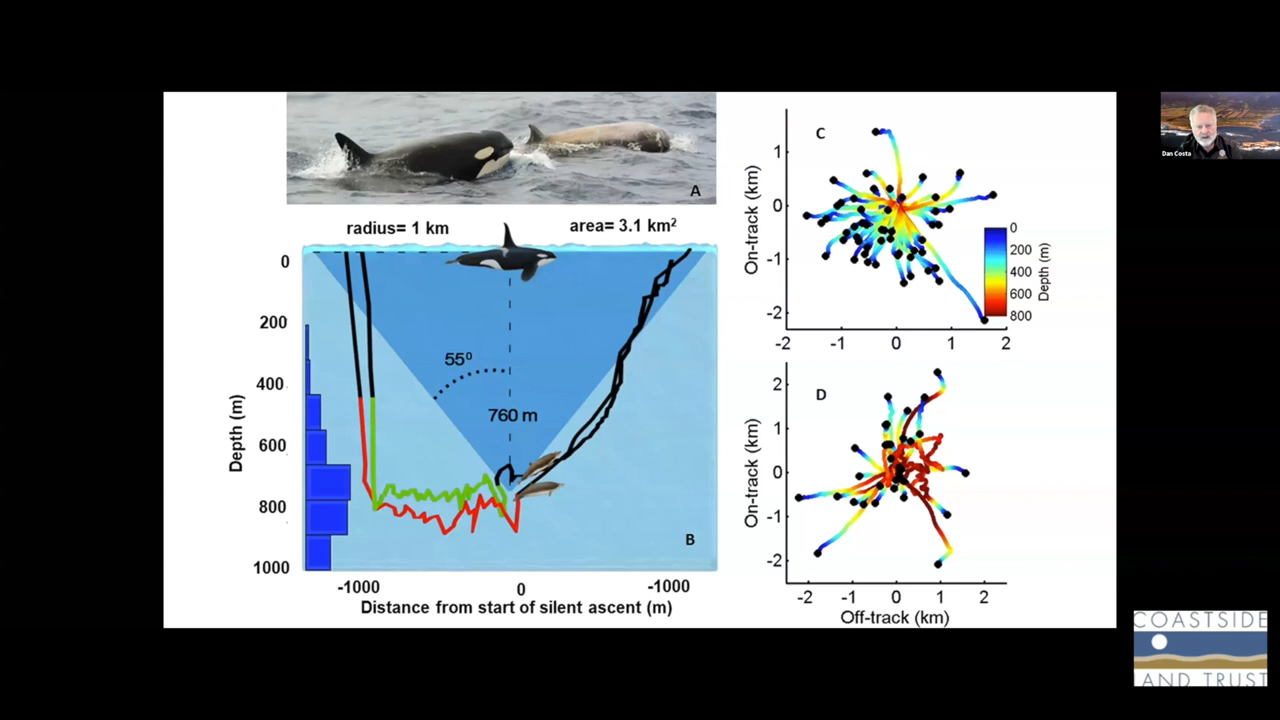 A
radius= 1 km
area= 3.1 km²
0
200
400
600
800
1000
Depth (m)
55⁰
760 m
B
-1000
0
-1000
Distance from start of silent ascent (m)
C
1
0
-1
-2
On-track (km)
-2
-1
0
1
2
0
200
400
600
800
Depth (m)
D
2
1
0
-1
-2
On-track (km)
-2
-1
0
1
2
Off-track (km)
Dan Costa
COASTSIDE
LAND TRUST